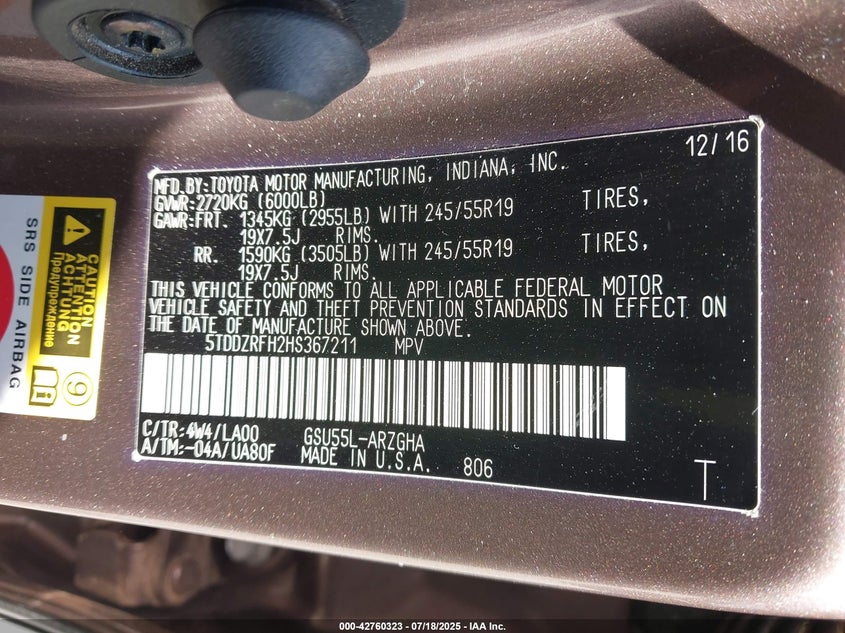 12/16
MFD.BY:TOYOTA MOTOR MANUFACTURING, INDIANA, INC.
GVWR:2720KG (6000LB)
GAWR:FRT. 1345KG (2955LB) WITH 245/55R19 TIRES,
19X7.5J RIMS.
RR. 1590KG (3505LB) WITH 245/55R19 TIRES,
19X7.5J RIMS.
THIS VEHICLE CONFORMS TO ALL APPLICABLE FEDERAL MOTOR
VEHICLE SAFETY AND THEFT PREVENTION STANDARDS IN EFFECT ON
THE DATE OF MANUFACTURE SHOWN ABOVE.
5TDDZRFH2HS367211 MPV
C/TR:4W4/LA00 GSU55L-ARZGHA
A/TM:-04A/UA80F MADE IN U.S.A. 806
T
CAUTION
ATTENTION
ACHTUNG
Предупреждение
SRS SIDE AIRBAG
9
000-42760323 / 07/18/2025 - IAA Inc.